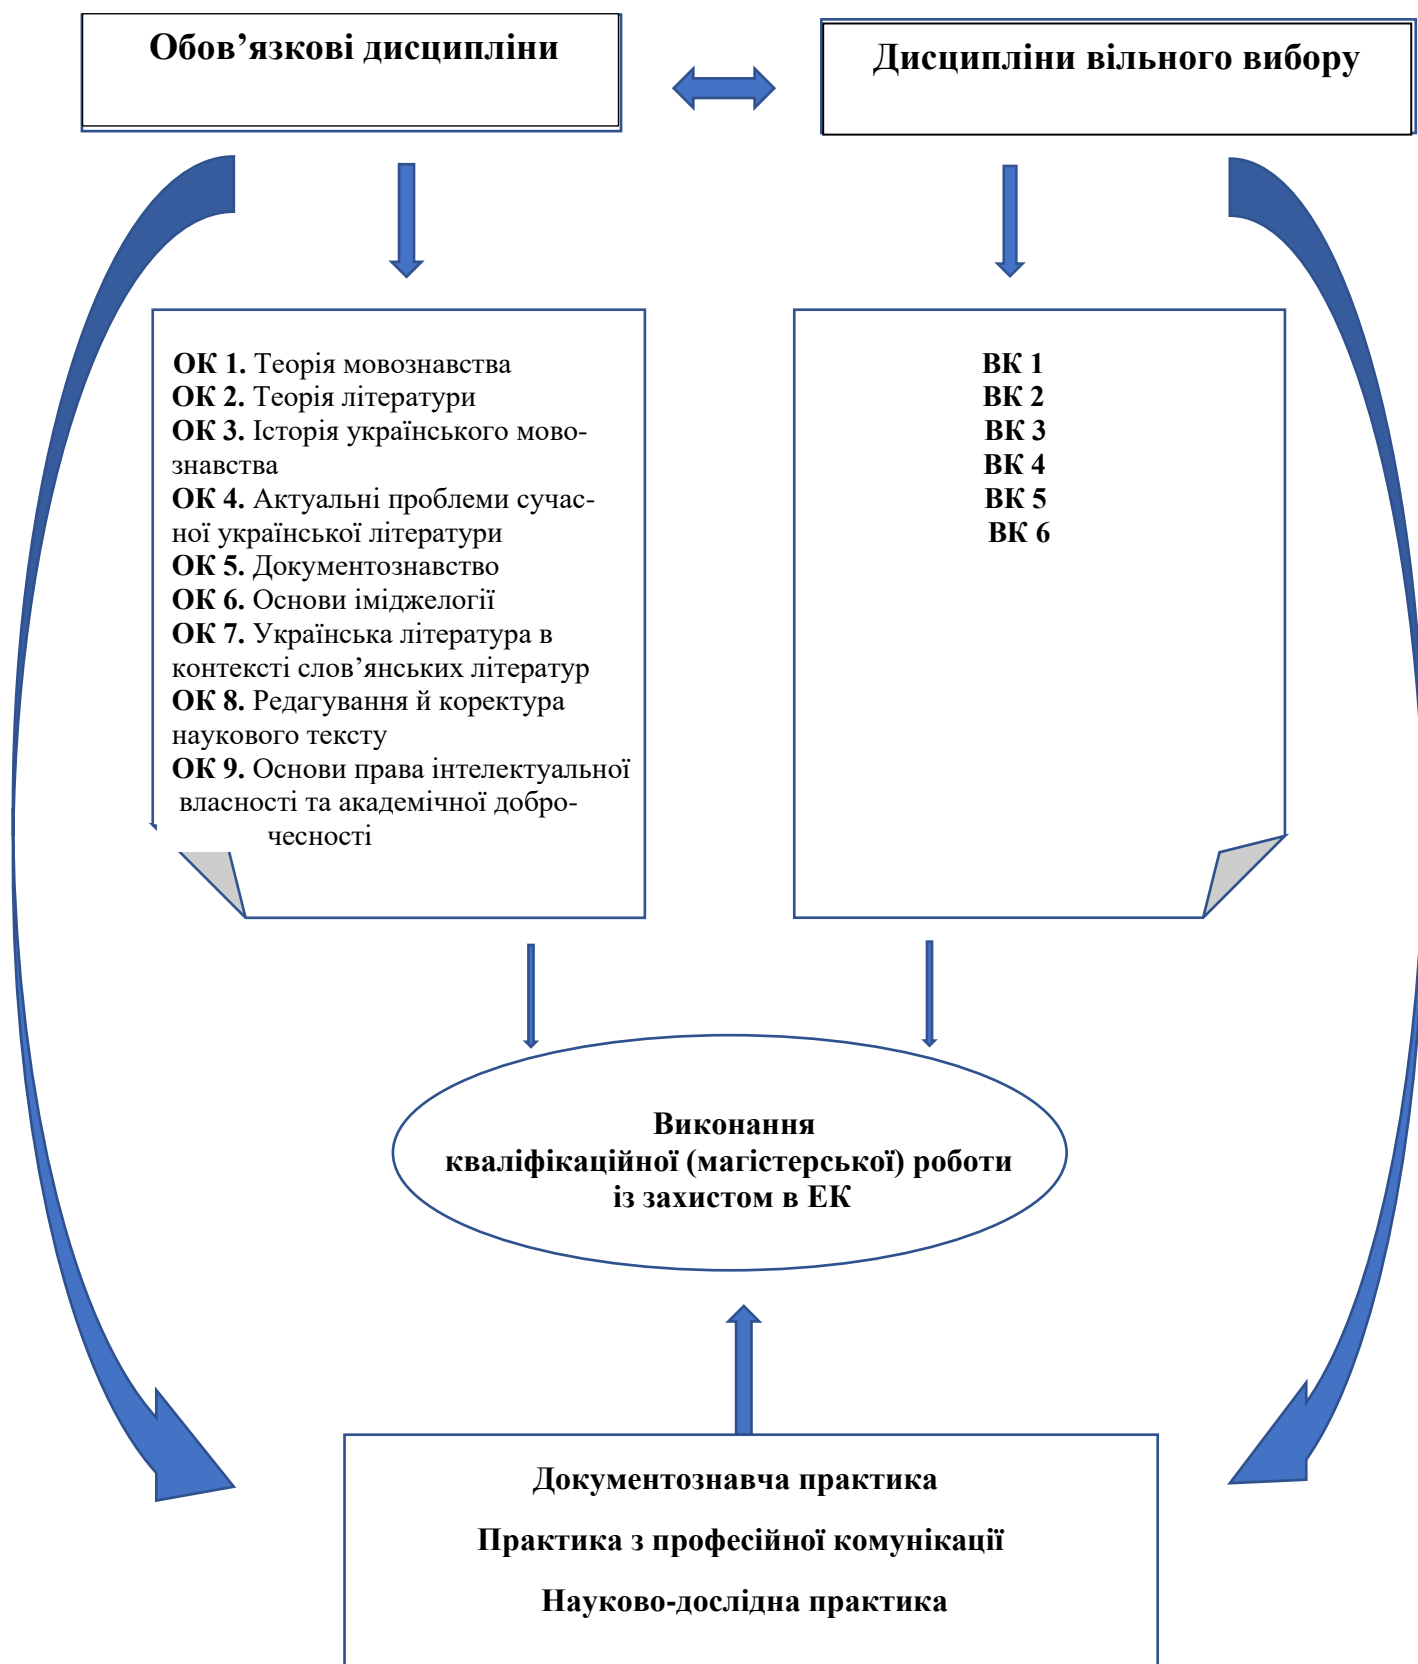 Обов’язкові дисципліни
Дисципліни вільного вибору
ОК 1. Теорія мовознавства
ОК 2. Теорія літератури
ОК 3. Історія українського мово-
знавства
ОК 4. Актуальні проблеми сучас-
ної української літератури
ОК 5. Документознавство
ОК 6. Основи іміджелогії
ОК 7. Українська література в
контексті слов’янських літератур
ОК 8. Редагування й коректура
наукового тексту
ОК 9. Основи права інтелектуальної
власності та академічної добро-
чесності
ВК 1
ВК 2
ВК 3
ВК 4
ВК 5
ВК 6
Виконання
кваліфікаційної (магістерської) роботи
із захистом в ЕК
Документознавча практика
Практика з професійної комунікації
Науково-дослідна практика